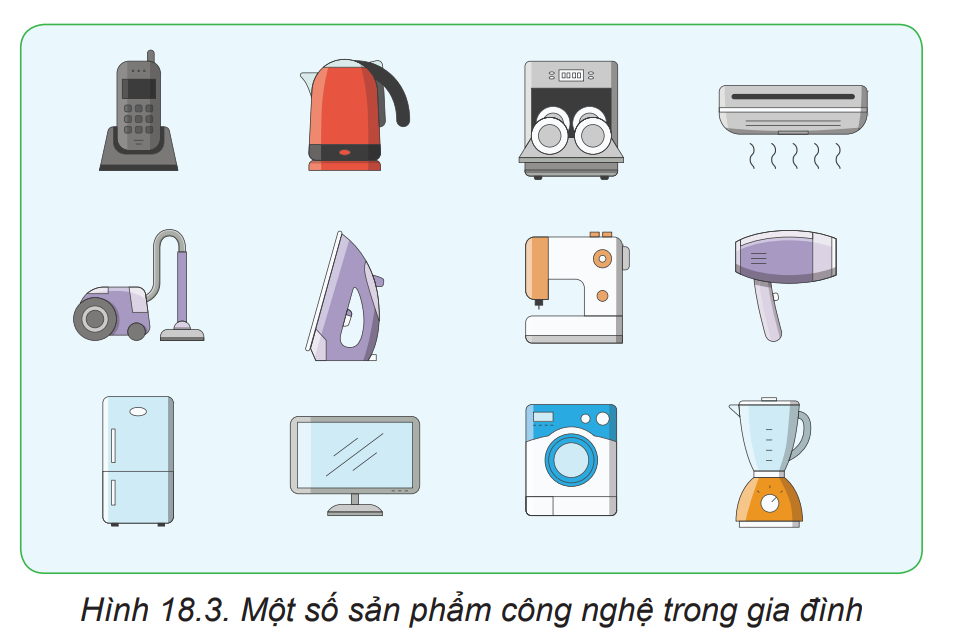 Hình 18.3. Một số sản phẩm công nghệ trong gia đình